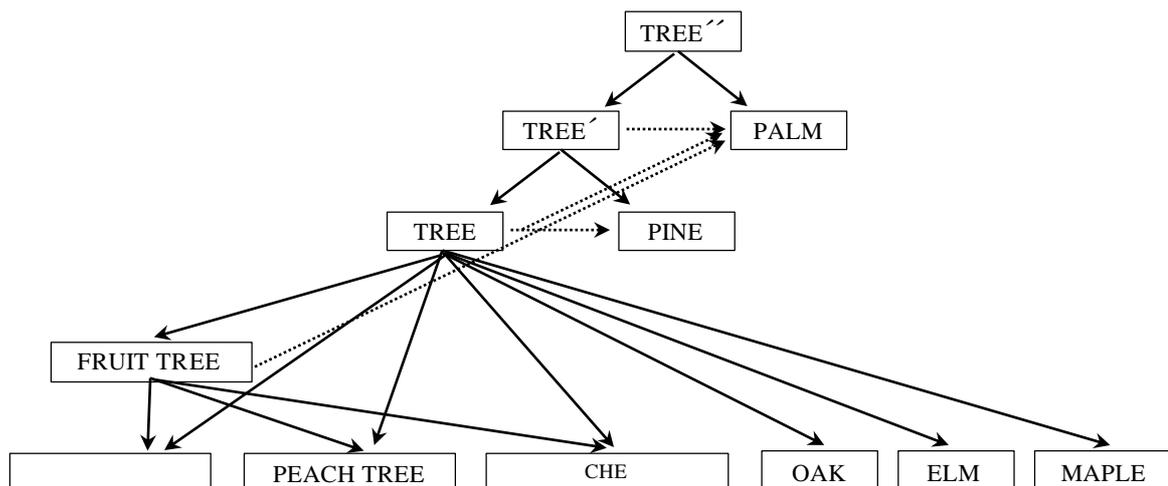 TREE´´
TREE´ PALM
TREE PINE
FRUIT TREE
PEACH TREE CHE OAK ELM MAPLE